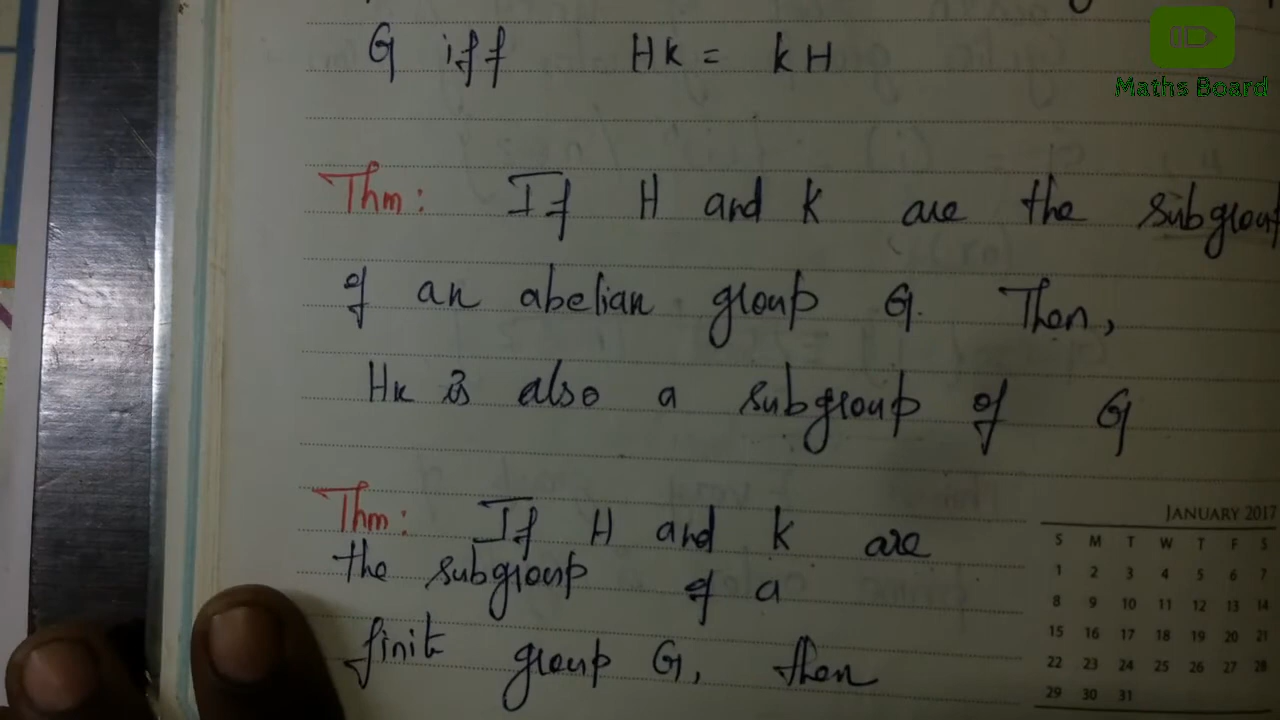 G iff HK = KH
Maths Board
Thm: If H and K are the subgroup
of an abelian group G. Then,
HK is also a subgroup of G
Thm: If H and K are
the subgroup of a
finit group G, then
JANUARY 2017
S M T W T F S
1 2 3 4 5 6 7
8 9 10 11 12 13 14
15 16 17 18 19 20 21
22 23 24 25 26 27 28
29 30 31